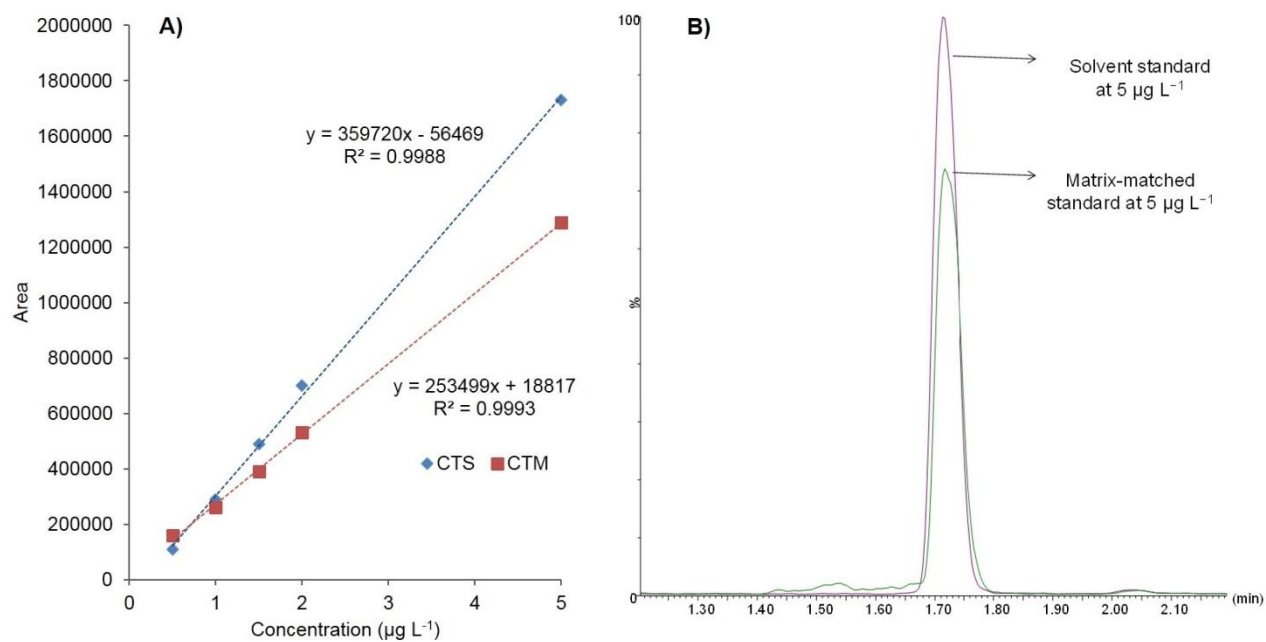 A)
2000000
1800000
1600000
1400000
1200000
1000000
800000
600000
400000
200000
0
Area
y = 359720x - 56469
R² = 0.9988
y = 253499x + 18817
R² = 0.9993
CTS CTM
0 1 2 3 4 5
Concentration (µg L⁻¹)
B)
100
%
0
Solvent standard
at 5 µg L⁻¹
Matrix-matched
standard at 5 µg L⁻¹
1.30 1.40 1.50 1.60 1.70 1.80 1.90 2.00 2.10 (min)